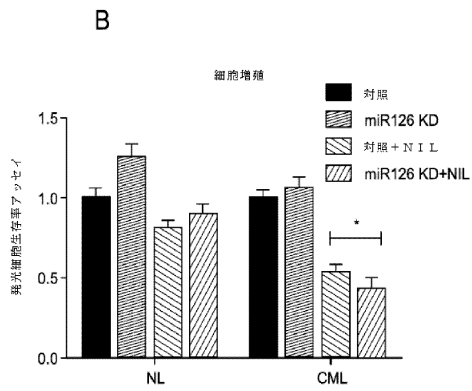 B
細胞増殖
対照
miR126 KD
対照+NIL
miR126 KD+NIL
発光細胞生存率アッセイ
1.5
1.0
0.5
0.0
*
NL
CML